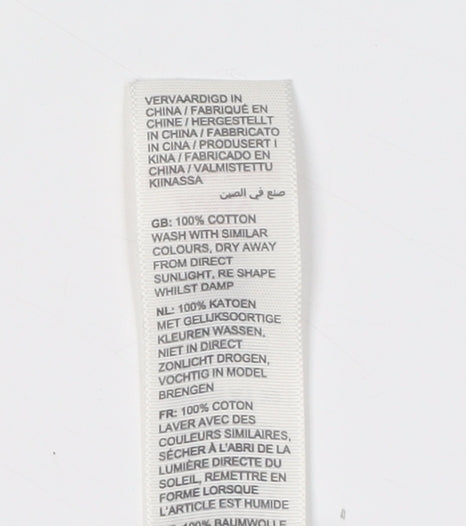 VERVAARDIGD IN
CHINA / FABRIQUÉ EN
CHINE / HERGESTELLT
IN CHINA / FABBRICATO
IN CINA / PRODUSERT I
KINA / FABRICADO EN
CHINA / VALMISTETTU
KIINASSA
صنع في الصين
GB: 100% COTTON
WASH WITH SIMILAR
COLOURS, DRY AWAY
FROM DIRECT
SUNLIGHT, RE SHAPE
WHILST DAMP
NL: 100% KATOEN
MET GELIJKSOORTIGE
KLEUREN WASSEN,
NIET IN DIRECT
ZONLICHT DROGEN,
VOCHTIG IN MODEL
BRENGEN
FR: 100% COTON
LAVER AVEC DES
COULEURS SIMILAIRES,
SÉCHER À L'ABRI DE LA
LUMIÈRE DIRECTE DU
SOLEIL, REMETTRE EN
FORME LORSQUE
L'ARTICLE EST HUMIDE
100% BAUMWOLLE